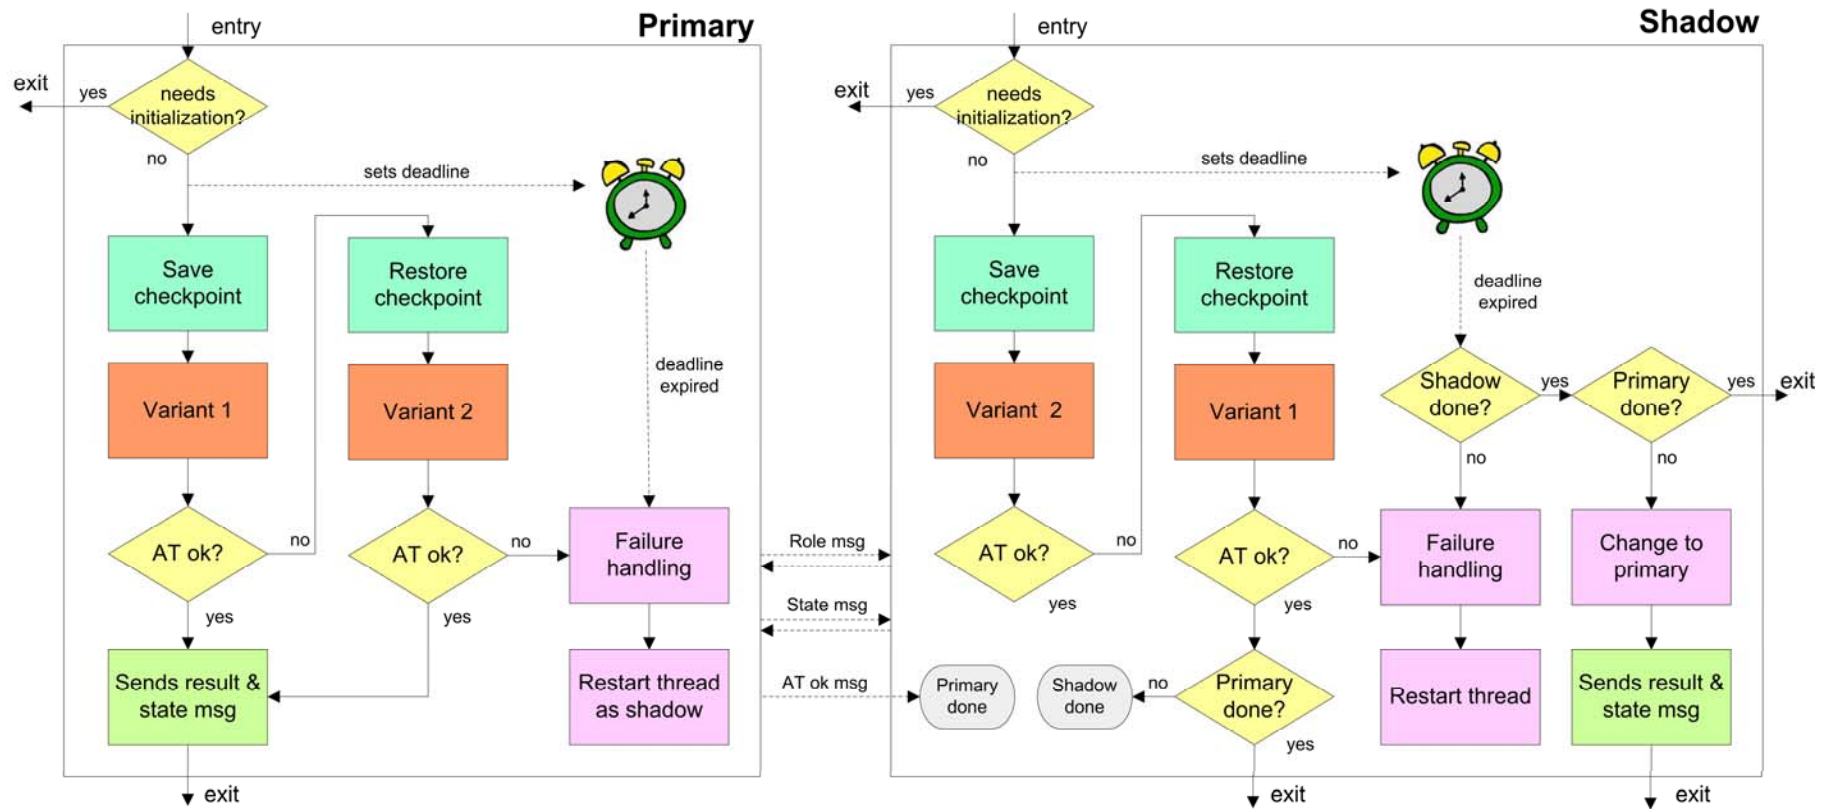 Primary
entry
exit
yes
needs
initialization?
no
sets deadline
Save
checkpoint
Restore
checkpoint
deadline
expired
Variant 1
Variant 2
AT ok?
no
AT ok?
no
Failure
handling
yes
yes
Sends result &
state msg
Restart thread
as shadow
exit
Role msg
State msg
AT ok msg
Shadow
entry
exit
yes
needs
initialization?
no
sets deadline
Save
checkpoint
Restore
checkpoint
deadline
expired
Variant 2
Variant 1
Shadow
done?
yes
Primary
done?
yes
exit
no
no
AT ok?
no
AT ok?
no
Failure
handling
Change to
primary
yes
yes
Primary
done
Shadow
done
no
Primary
done?
Restart thread
Sends result &
state msg
yes
exit
exit